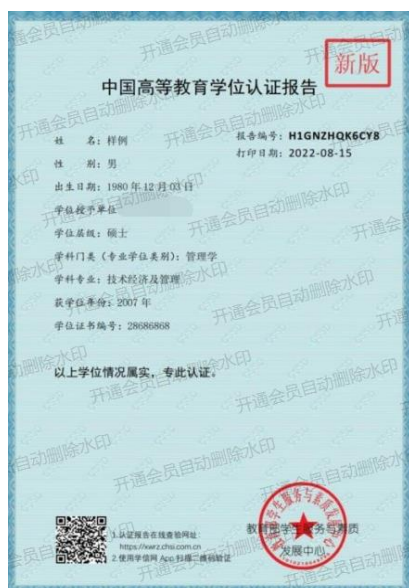 新版
中国高等教育学位认证报告
报告编号：H1GNZHQK6CY8
打印日期：2022-08-15
姓 名：样例
性 别：男
出生日期：1980 年 12 月 03 日
学位授予单位
学位层级：硕士
学科门类（专业学位类别）：管理学
学科专业：技术经济及管理
获学位年份：2007 年
学位证书编号：28686868
以上学位情况属实，专此认证。
1.认证报告在线查验网址：
https://xwrz.chsi.com.cn
2.使用学信网 App 扫描二维码验证
教育部学生服务与素质
发展中心
开通会员自动删除水印